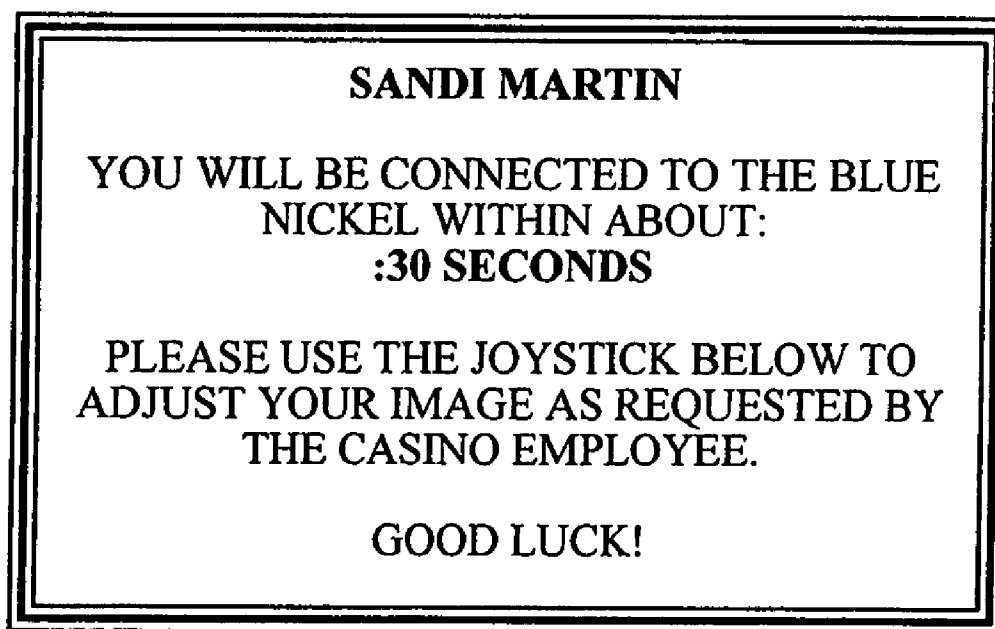 SANDI MARTIN
YOU WILL BE CONNECTED TO THE BLUE
NICKEL WITHIN ABOUT:
:30 SECONDS
PLEASE USE THE JOYSTICK BELOW TO
ADJUST YOUR IMAGE AS REQUESTED BY
THE CASINO EMPLOYEE.
GOOD LUCK!